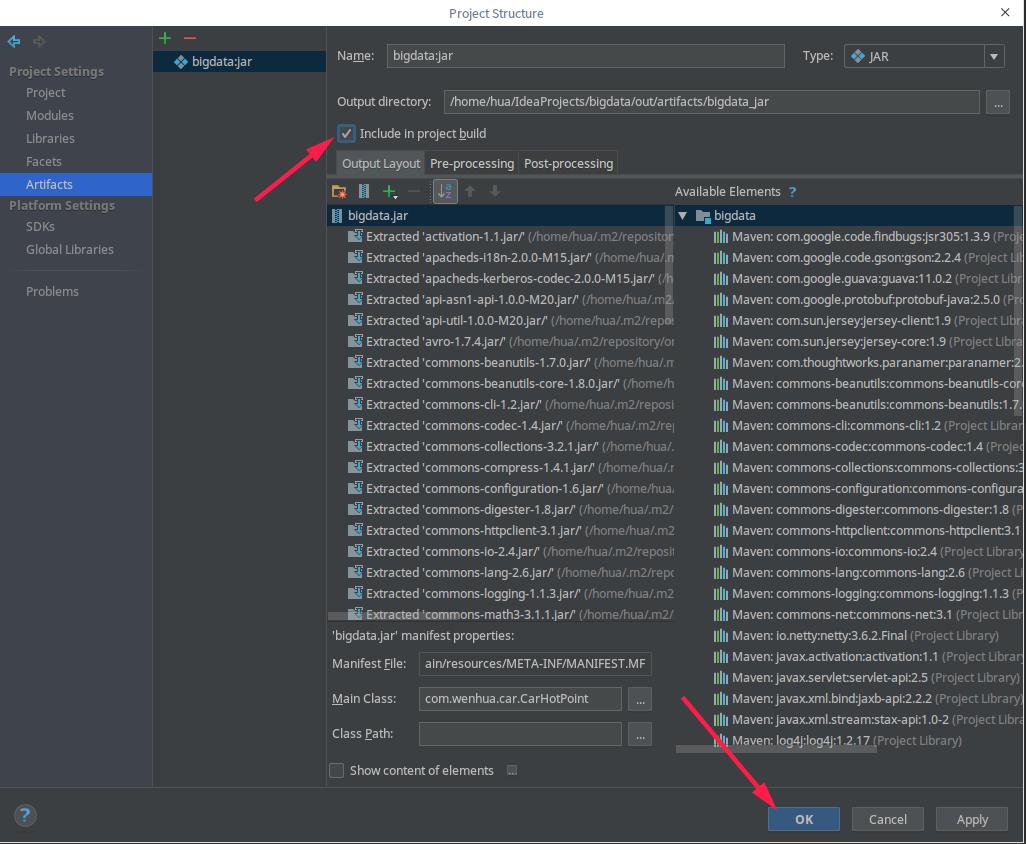 Project Structure
Project Settings
Project
Modules
Libraries
Facets
Artifacts
Platform Settings
SDKs
Global Libraries
Problems
bigdata:jar
Name: bigdata:jar Type: JAR
Output directory: /home/hua/IdeaProjects/bigdata/out/artifacts/bigdata_jar ...
Include in project build
Output Layout Pre-processing Post-processing
Available Elements ?
bigdata.jar
Extracted 'activation-1.1.jar/' (/home/hua/.m2/repositor
Extracted 'apacheds-i18n-2.0.0-M15.jar/' (/home/hua/.m
Extracted 'apacheds-kerberos-codec-2.0.0-M15.jar/' (/h
Extracted 'api-asn1-api-1.0.0-M20.jar/' (/home/hua/.m2
Extracted 'api-util-1.0.0-M20.jar/' (/home/hua/.m2/repos
Extracted 'avro-1.7.4.jar/' (/home/hua/.m2/repository/or
Extracted 'commons-beanutils-1.7.0.jar/' (/home/hua/.m
Extracted 'commons-beanutils-core-1.8.0.jar/' (/home/h
Extracted 'commons-cli-1.2.jar/' (/home/hua/.m2/reposi
Extracted 'commons-codec-1.4.jar/' (/home/hua/.m2/rep
Extracted 'commons-collections-3.2.1.jar/' (/home/hua/.
Extracted 'commons-compress-1.4.1.jar/' (/home/hua/.r
Extracted 'commons-configuration-1.6.jar/' (/home/hua/
Extracted 'commons-digester-1.8.jar/' (/home/hua/.m2/
Extracted 'commons-httpclient-3.1.jar/' (/home/hua/.m2
Extracted 'commons-io-2.4.jar/' (/home/hua/.m2/reposit
Extracted 'commons-lang-2.6.jar/' (/home/hua/.m2/repo
Extracted 'commons-logging-1.1.3.jar/' (/home/hua/.m2
Extracted 'commons-math3-3.1.1.jar/' (/home/hua/.m2/
bigdata
Maven: com.google.code.findbugs:jsr305:1.3.9 (Proje
Maven: com.google.code.gson:gson:2.2.4 (Project Lib
Maven: com.google.guava:guava:11.0.2 (Project Libra
Maven: com.google.protobuf:protobuf-java:2.5.0 (Pro
Maven: com.sun.jersey:jersey-client:1.9 (Project Libr
Maven: com.sun.jersey:jersey-core:1.9 (Project Libra
Maven: com.thoughtworks.paranamer:paranamer:2.
Maven: commons-beanutils:commons-beanutils-core
Maven: commons-beanutils:commons-beanutils:1.7.
Maven: commons-cli:commons-cli:1.2 (Project Librar
Maven: commons-codec:commons-codec:1.4 (Projec
Maven: commons-collections:commons-collections:3
Maven: commons-configuration:commons-configura
Maven: commons-digester:commons-digester:1.8 (P
Maven: commons-httpclient:commons-httpclient:3.1
Maven: commons-io:commons-io:2.4 (Project Library
Maven: commons-lang:commons-lang:2.6 (Project Li
Maven: commons-logging:commons-logging:1.1.3 (P
Maven: commons-net:commons-net:3.1 (Project Libr
Maven: io.netty:netty:3.6.2.Final (Project Library)
Maven: javax.activation:activation:1.1 (Project Library)
Maven: javax.servlet:servlet-api:2.5 (Project Library)
Maven: javax.xml.bind:jaxb-api:2.2.2 (Project Library)
Maven: javax.xml.stream:stax-api:1.0-2 (Project Libra
Maven: log4j:log4j:1.2.17 (Project Library)
'bigdata.jar' manifest properties:
Manifest File: ain/resources/META-INF/MANIFEST.MF
Main Class: com.wenhua.car.CarHotPoint ...
Class Path: ...
Show content of elements ...
? OK Cancel Apply